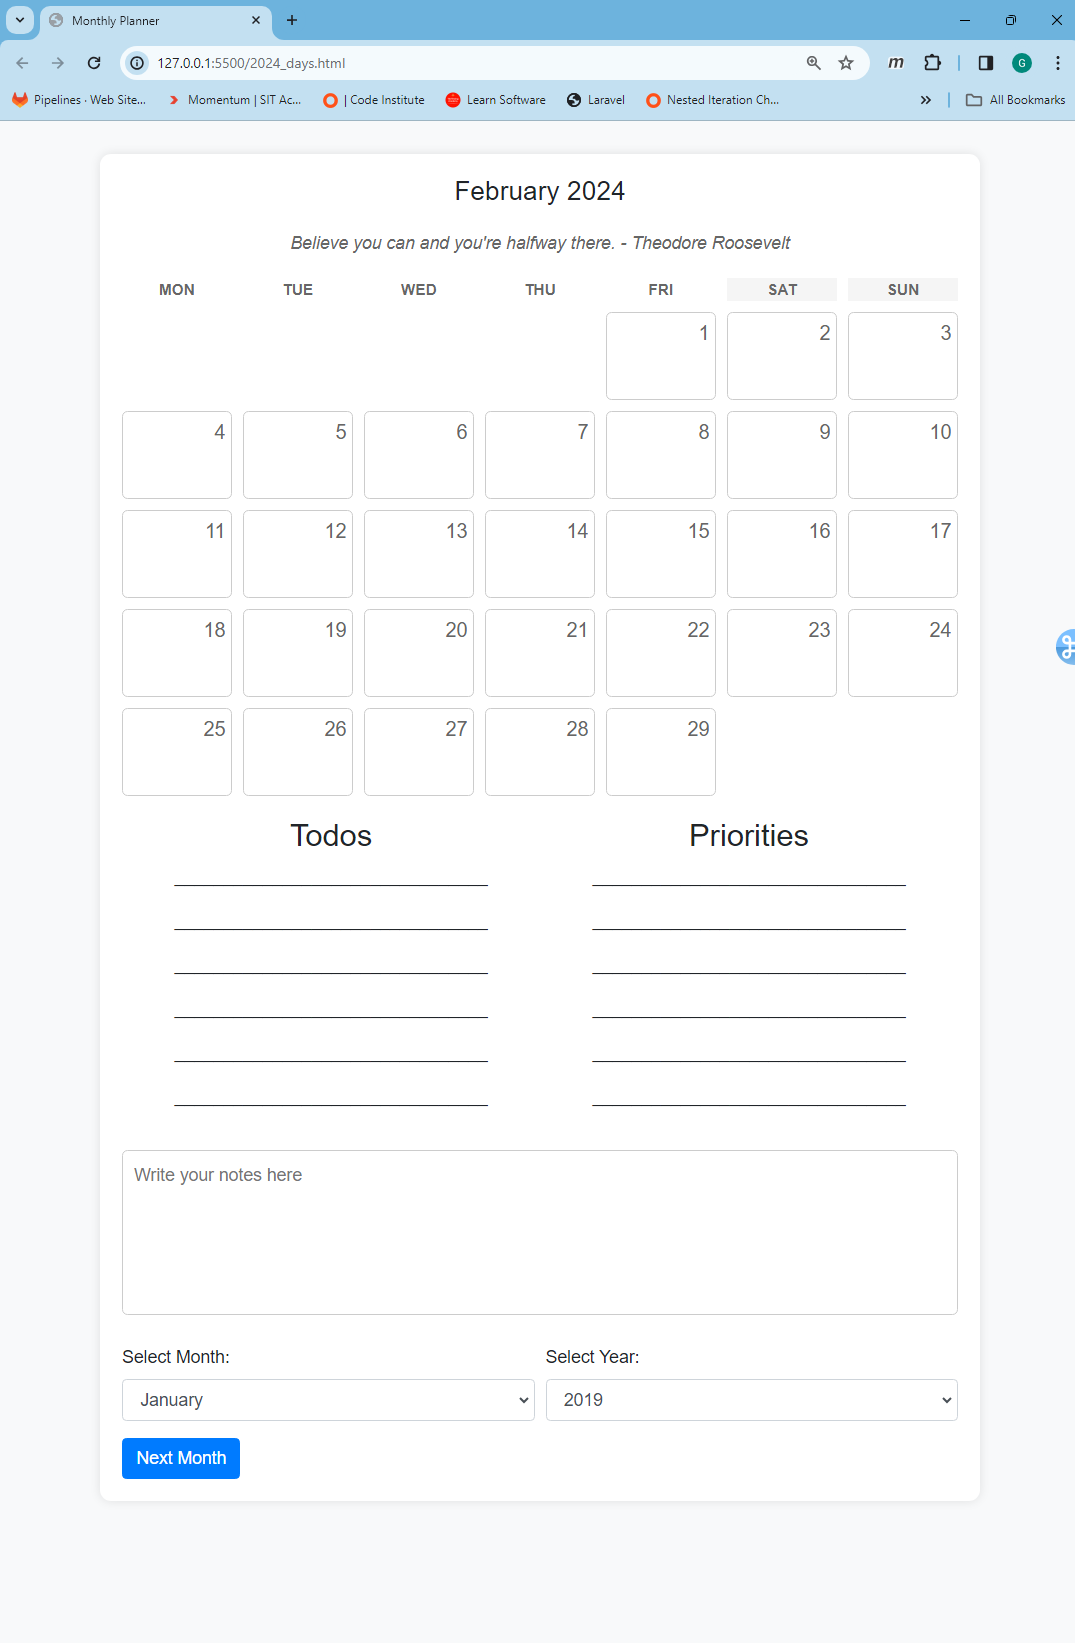 Monthly Planner
127.0.0.1:5500/2024_days.html
m
G
Pipelines · Web Site... Momentum | SIT Ac... | Code Institute Learn Software Laravel Nested Iteration Ch... » All Bookmarks
February 2024
Believe you can and you're halfway there. - Theodore Roosevelt
MON TUE WED THU FRI SAT SUN
1 2 3
4 5 6 7 8 9 10
11 12 13 14 15 16 17
18 19 20 21 22 23 24
25 26 27 28 29
Todos Priorities
Write your notes here
Select Month: Select Year:
January 2019
Next Month